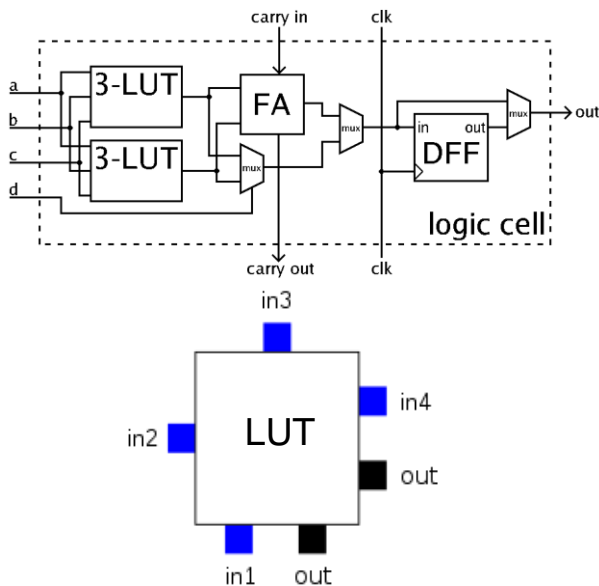 carry in
clk
a
b
c
d
3-LUT
3-LUT
FA
mux
mux
in
out
DFF
mux
out
logic cell
carry out
clk
in3
in4
in2
LUT
out
in1
out